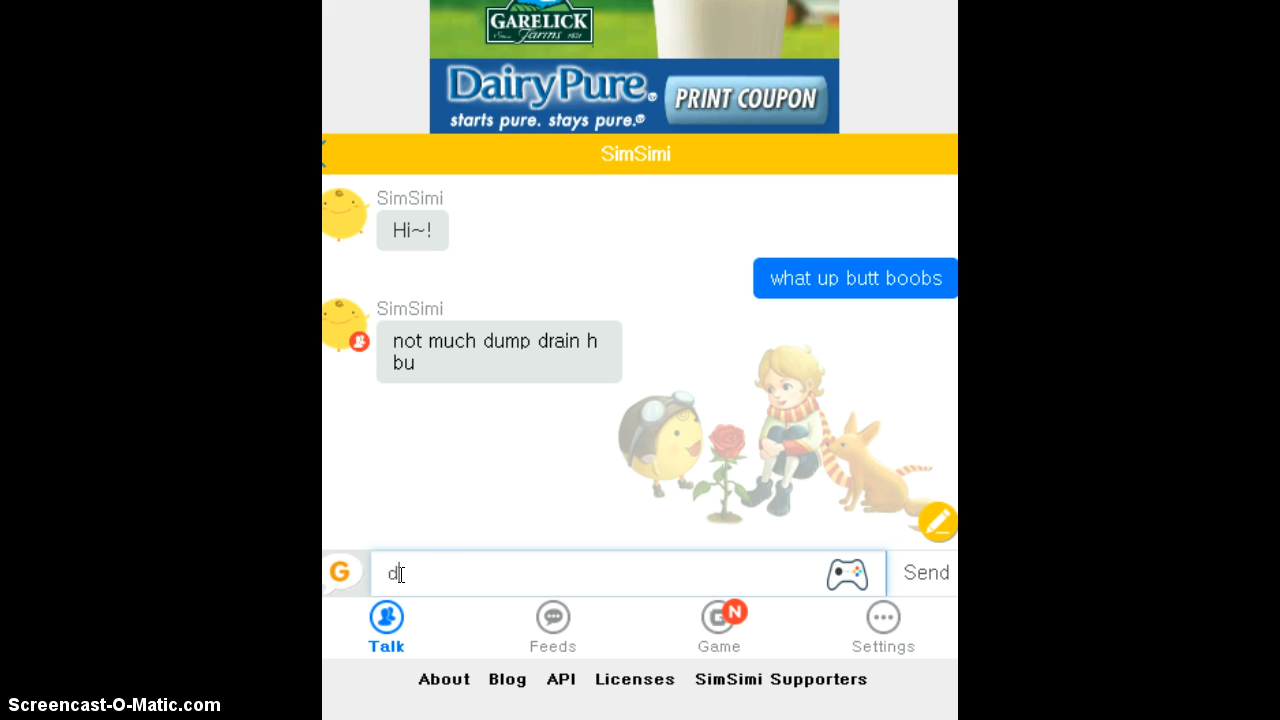 GARELICK
Farms
DairyPure®
starts pure. stays pure.®
PRINT COUPON
SimSimi
SimSimi
Hi~!
what up butt boobs
SimSimi
not much dump drain h
bu
G
d
Send
N
Talk
Feeds
Game
Settings
About Blog API Licenses SimSimi Supporters
Screencast-O-Matic.com